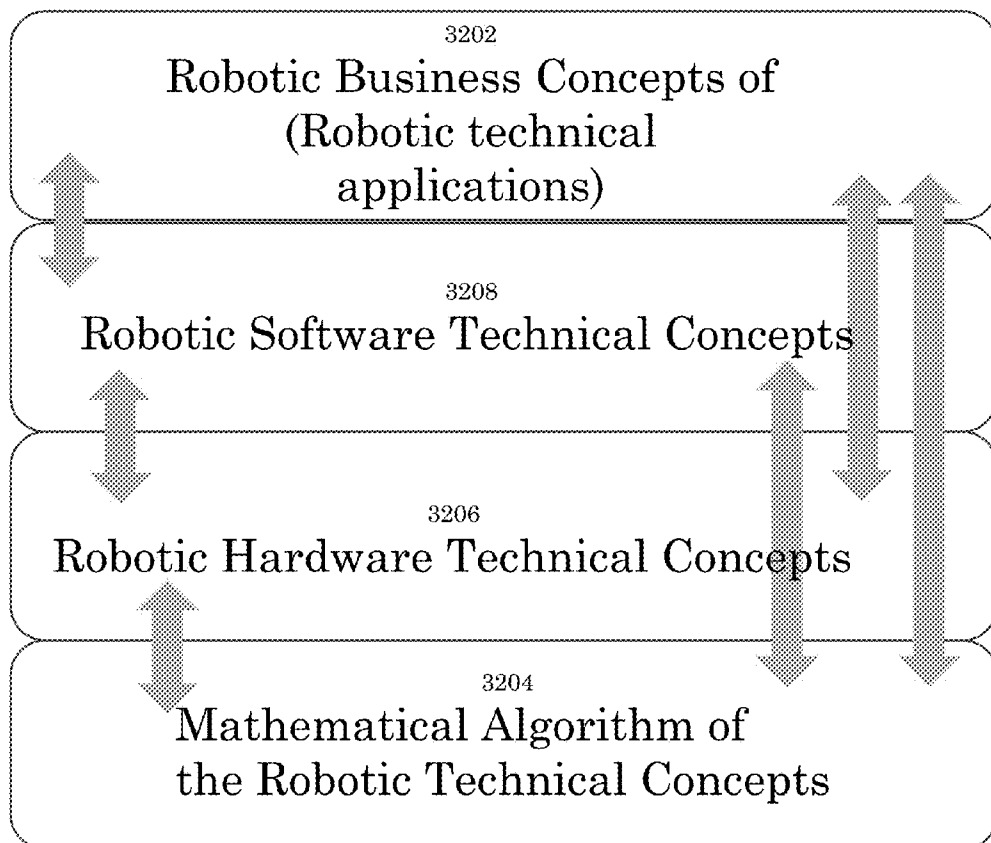 3202
Robotic Business Concepts of
(Robotic technical
applications)
3208
Robotic Software Technical Concepts
3206
Robotic Hardware Technical Concepts
3204
Mathematical Algorithm of
the Robotic Technical Concepts